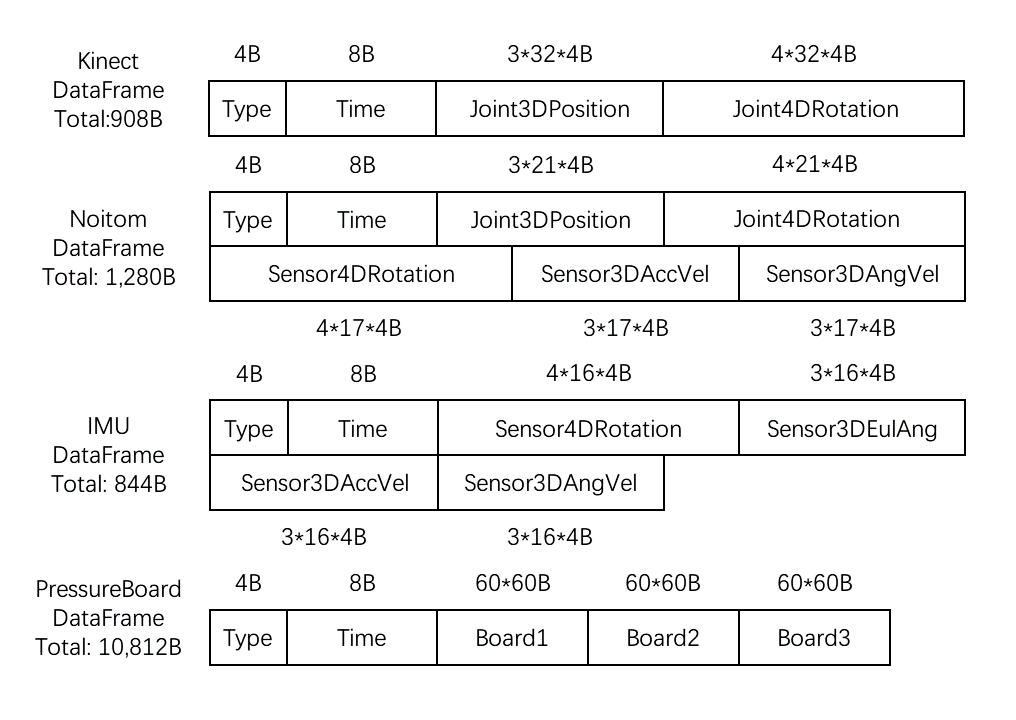 Kinect
DataFrame
Total:908B
4B 8B 3*32*4B 4*32*4B
Type Time Joint3DPosition Joint4DRotation
Noitom
DataFrame
Total: 1,280B
4B 8B 3*21*4B 4*21*4B
Type Time Joint3DPosition Joint4DRotation
Sensor4DRotation Sensor3DAccVel Sensor3DAngVel
4*17*4B 3*17*4B 3*17*4B
IMU
DataFrame
Total: 844B
4B 8B 4*16*4B 3*16*4B
Type Time Sensor4DRotation Sensor3DEulAng
Sensor3DAccVel Sensor3DAngVel
3*16*4B 3*16*4B
PressureBoard
DataFrame
Total: 10,812B
4B 8B 60*60B 60*60B 60*60B
Type Time Board1 Board2 Board3